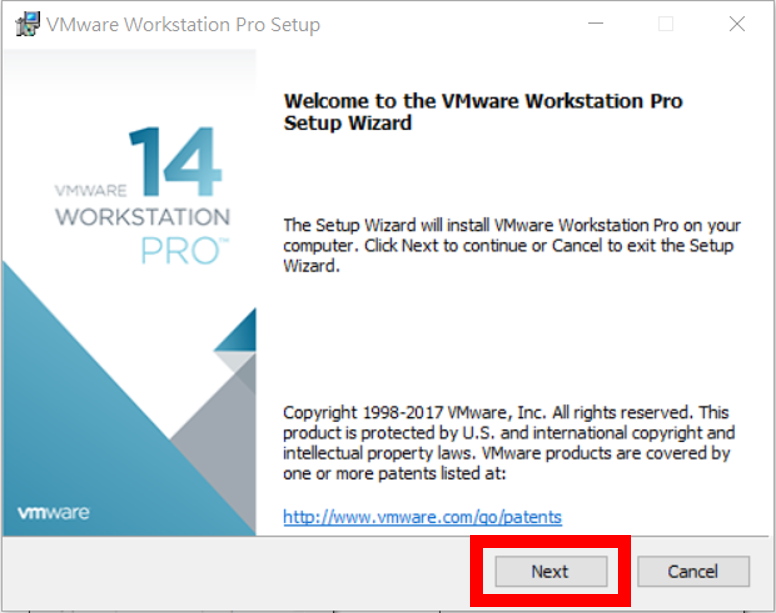 VMware Workstation Pro Setup
14
VMWARE
WORKSTATION
PRO™
vmware
Welcome to the VMware Workstation Pro
Setup Wizard
The Setup Wizard will install VMware Workstation Pro on your
computer. Click Next to continue or Cancel to exit the Setup
Wizard.
Copyright 1998-2017 VMware, Inc. All rights reserved. This
product is protected by U.S. and international copyright and
intellectual property laws. VMware products are covered by
one or more patents listed at:
http://www.vmware.com/go/patents
Next
Cancel